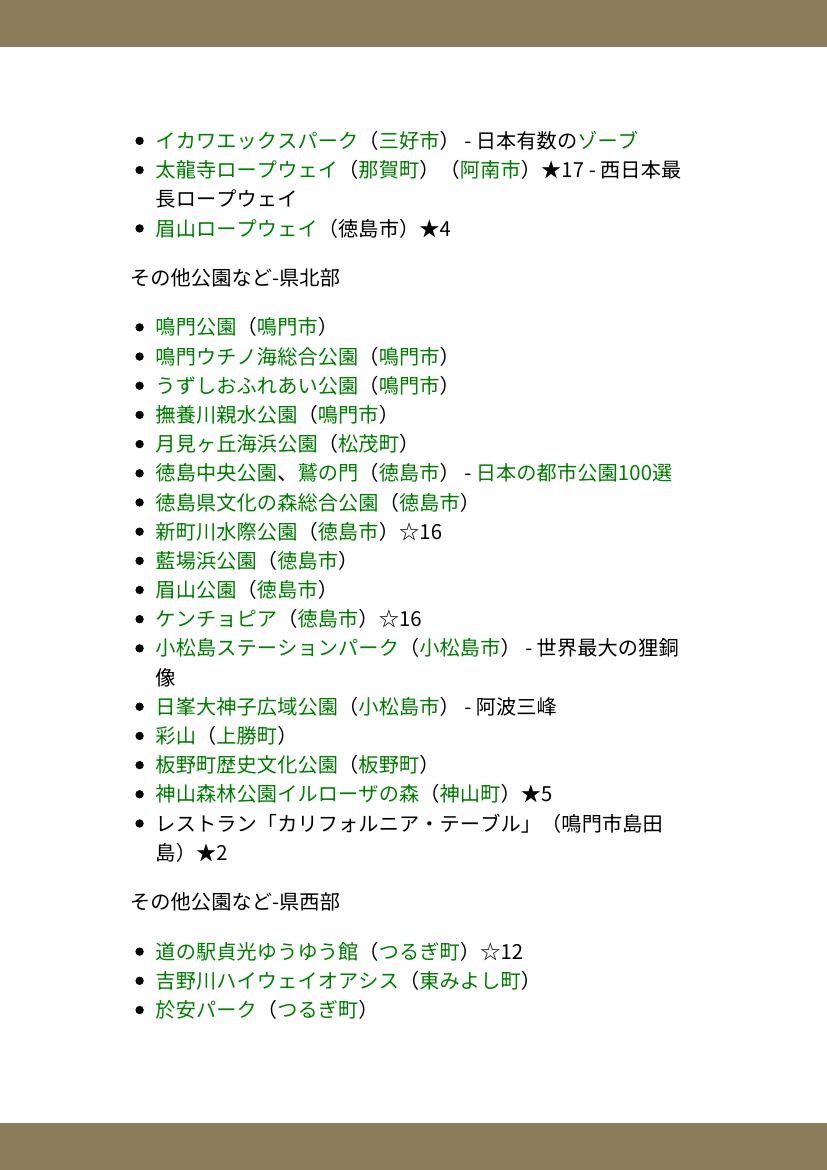 • イカワエックスパーク（三好市） - 日本有数のゾーブ
• 太龍寺ロープウェイ（那賀町）（阿南市）★17 - 西日本最
長ロープウェイ
• 眉山ロープウェイ（徳島市）★4
その他公園など-県北部
• 鳴門公園（鳴門市）
• 鳴門ウチノ海総合公園（鳴門市）
• うずしおふれあい公園（鳴門市）
• 撫養川親水公園（鳴門市）
• 月見ヶ丘海浜公園（松茂町）
• 徳島中央公園、鷲の門（徳島市） - 日本の都市公園100選
• 徳島県文化の森総合公園（徳島市）
• 新町川水際公園（徳島市）☆16
• 藍場浜公園（徳島市）
• 眉山公園（徳島市）
• ケンチョピア（徳島市）☆16
• 小松島ステーションパーク（小松島市） - 世界最大の狸銅
像
• 日峯大神子広域公園（小松島市） - 阿波三峰
• 彩山（上勝町）
• 板野町歴史文化公園（板野町）
• 神山森林公園イルローザの森（神山町）★5
• レストラン「カリフォルニア・テーブル」（鳴門市島田
島）★2
その他公園など-県西部
• 道の駅貞光ゆうゆう館（つるぎ町）☆12
• 吉野川ハイウェイオアシス（東みよし町）
• 於安パーク（つるぎ町）